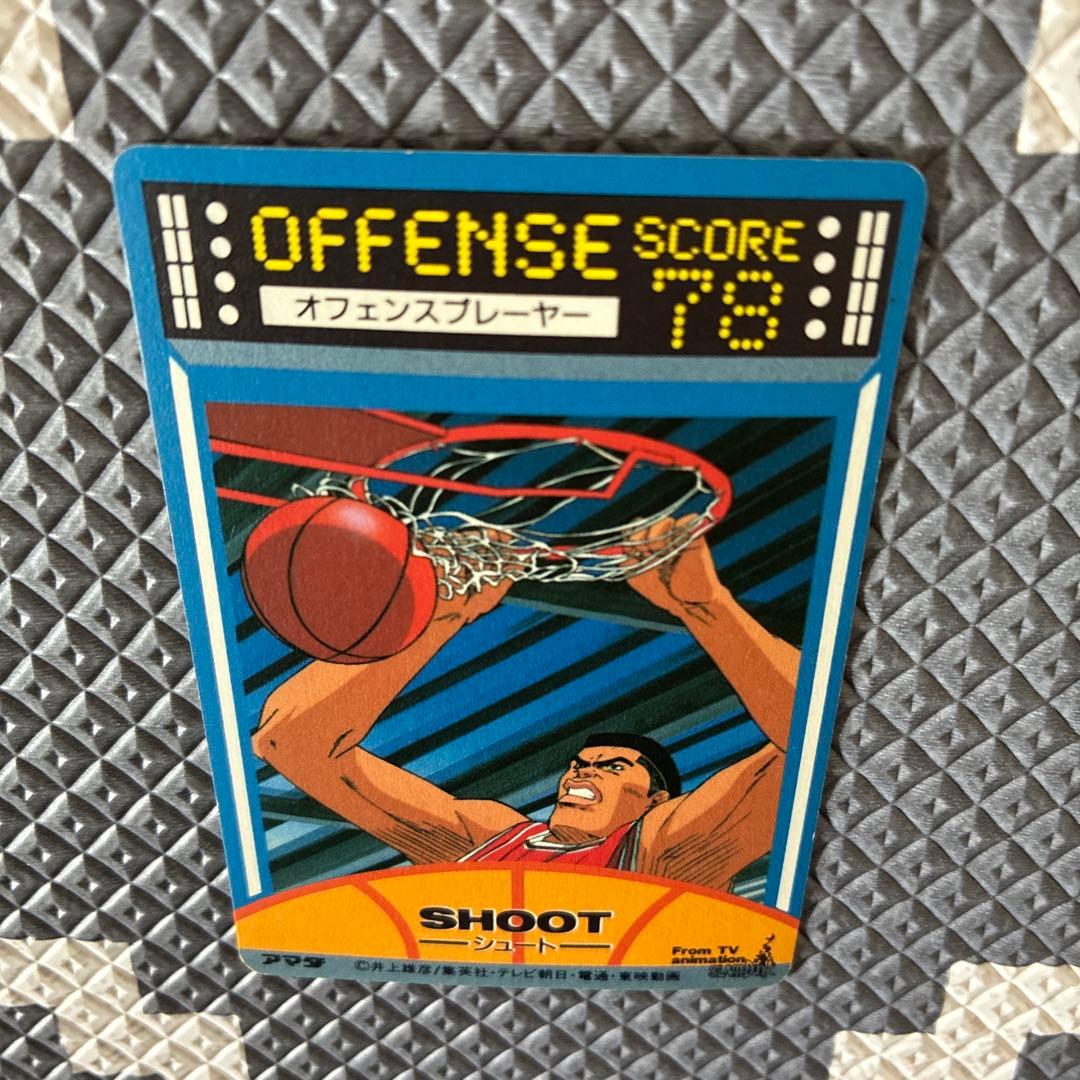 OFFENSE
SCORE
78
オフェンスプレーヤー
SHOOT
シュート
From TV
animation
SLAM DUNK
アマダ
©井上雄彦/集英社・テレビ朝日・電通・東映動画